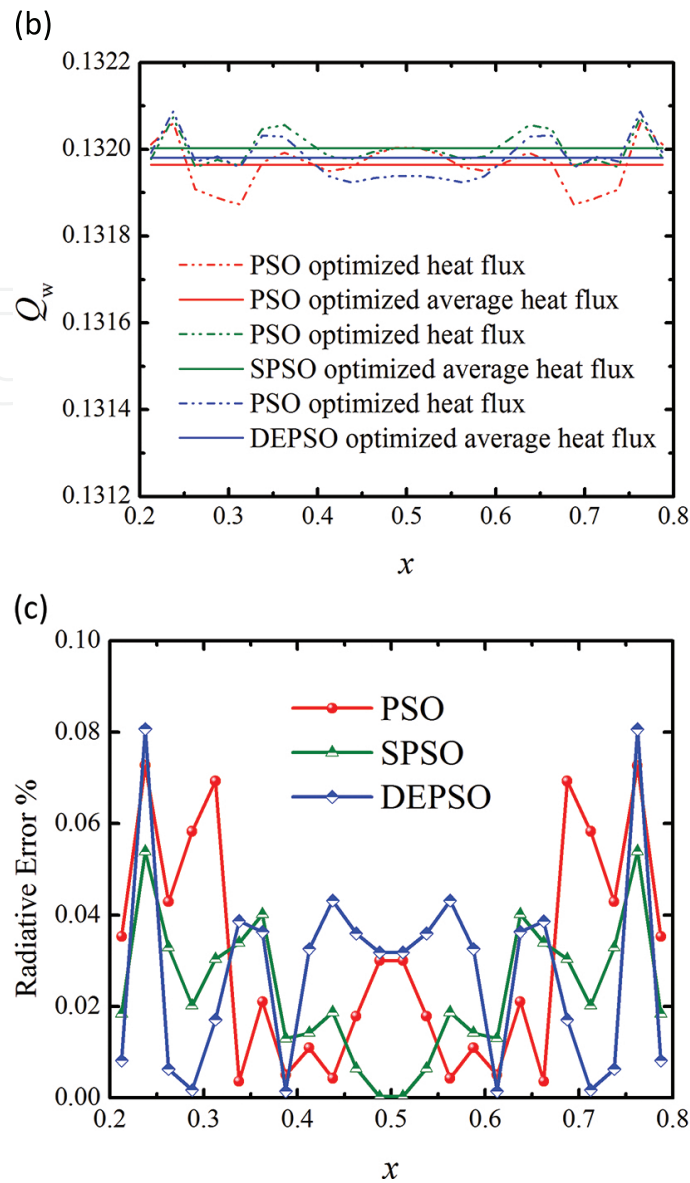 (b)
0.1322
0.1320
0.1318
0.1316
0.1314
0.1312
Qw
PSO optimized heat flux
PSO optimized average heat flux
PSO optimized heat flux
SPSO optimized average heat flux
PSO optimized heat flux
DEPSO optimized average heat flux
0.2 0.3 0.4 0.5 0.6 0.7 0.8
x
(c)
0.10
0.08
0.06
0.04
0.02
0.00
Radiative Error %
PSO
SPSO
DEPSO
0.2 0.3 0.4 0.5 0.6 0.7 0.8
x